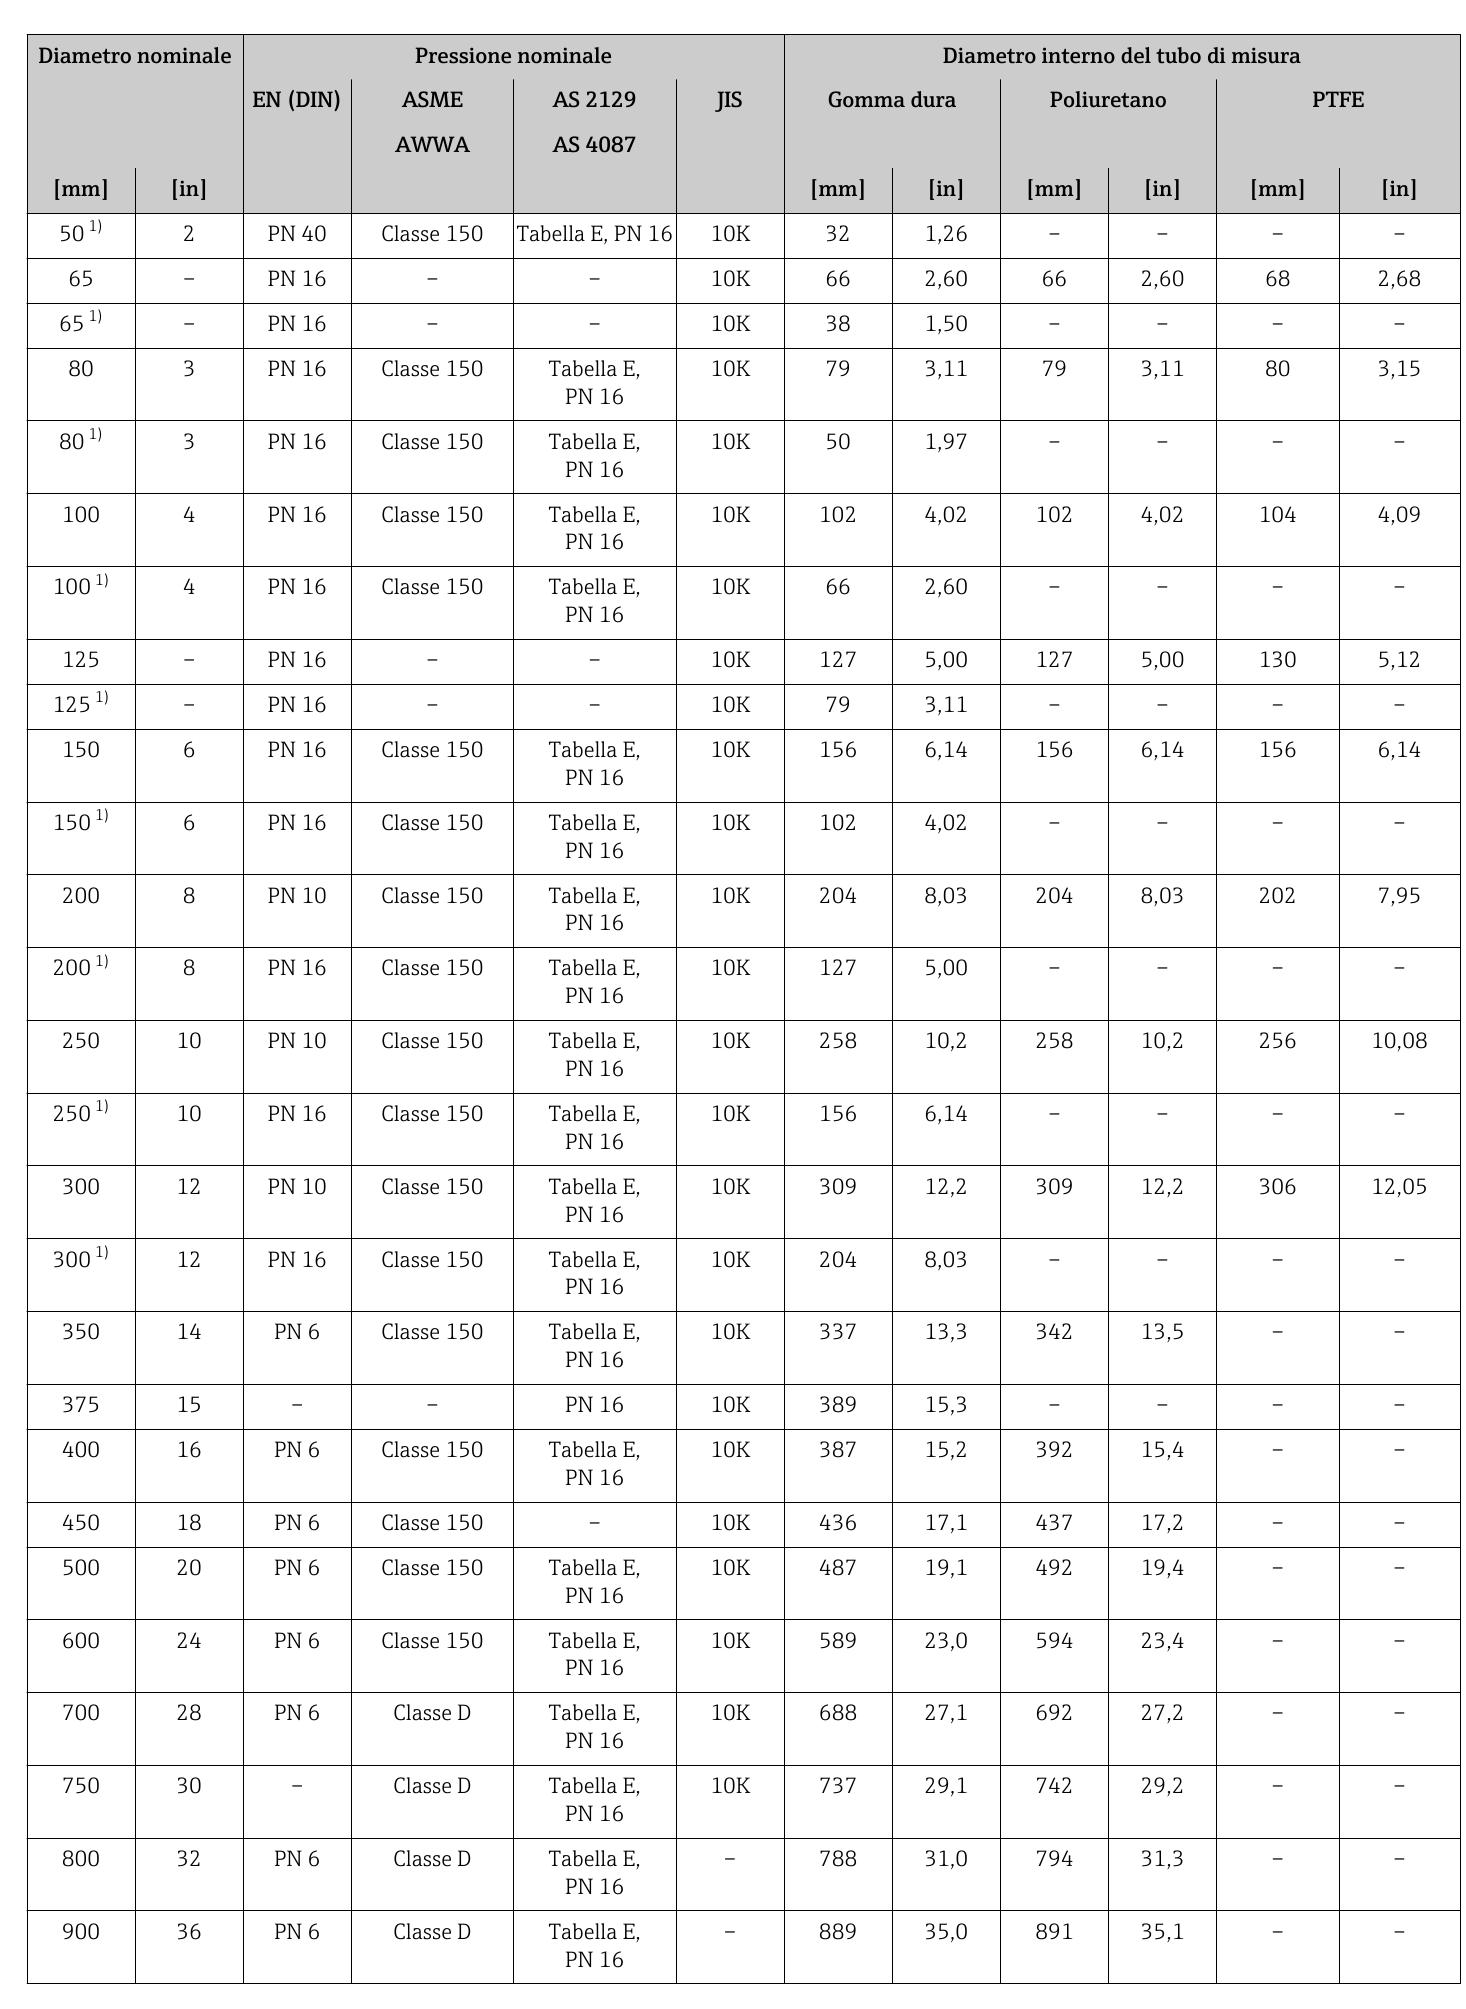 Diametro nominale Pressione nominale Diametro interno del tubo di misura
EN (DIN) ASME AS 2129 JIS Gomma dura Poliuretano PTFE
AWWA AS 4087
[mm] [in] [mm] [in] [mm] [in] [mm] [in]
50 1) 2 PN 40 Classe 150 Tabella E, PN 16 10K 32 1,26 – – – –
65 – PN 16 – – 10K 66 2,60 66 2,60 68 2,68
65 1) – PN 16 – – 10K 38 1,50 – – – –
80 3 PN 16 Classe 150 Tabella E, 10K 79 3,11 79 3,11 80 3,15
PN 16
80 1) 3 PN 16 Classe 150 Tabella E, 10K 50 1,97 – – – –
PN 16
100 4 PN 16 Classe 150 Tabella E, 10K 102 4,02 102 4,02 104 4,09
PN 16
100 1) 4 PN 16 Classe 150 Tabella E, 10K 66 2,60 – – – –
PN 16
125 – PN 16 – – 10K 127 5,00 127 5,00 130 5,12
125 1) – PN 16 – – 10K 79 3,11 – – – –
150 6 PN 16 Classe 150 Tabella E, 10K 156 6,14 156 6,14 156 6,14
PN 16
150 1) 6 PN 16 Classe 150 Tabella E, 10K 102 4,02 – – – –
PN 16
200 8 PN 10 Classe 150 Tabella E, 10K 204 8,03 204 8,03 202 7,95
PN 16
200 1) 8 PN 16 Classe 150 Tabella E, 10K 127 5,00 – – – –
PN 16
250 10 PN 10 Classe 150 Tabella E, 10K 258 10,2 258 10,2 256 10,08
PN 16
250 1) 10 PN 16 Classe 150 Tabella E, 10K 156 6,14 – – – –
PN 16
300 12 PN 10 Classe 150 Tabella E, 10K 309 12,2 309 12,2 306 12,05
PN 16
300 1) 12 PN 16 Classe 150 Tabella E, 10K 204 8,03 – – – –
PN 16
350 14 PN 6 Classe 150 Tabella E, 10K 337 13,3 342 13,5 – –
PN 16
375 15 – – PN 16 10K 389 15,3 – – – –
400 16 PN 6 Classe 150 Tabella E, 10K 387 15,2 392 15,4 – –
PN 16
450 18 PN 6 Classe 150 – 10K 436 17,1 437 17,2 – –
500 20 PN 6 Classe 150 Tabella E, 10K 487 19,1 492 19,4 – –
PN 16
600 24 PN 6 Classe 150 Tabella E, 10K 589 23,0 594 23,4 – –
PN 16
700 28 PN 6 Classe D Tabella E, 10K 688 27,1 692 27,2 – –
PN 16
750 30 – Classe D Tabella E, 10K 737 29,1 742 29,2 – –
PN 16
800 32 PN 6 Classe D Tabella E, – 788 31,0 794 31,3 – –
PN 16
900 36 PN 6 Classe D Tabella E, – 889 35,0 891 35,1 – –
PN 16